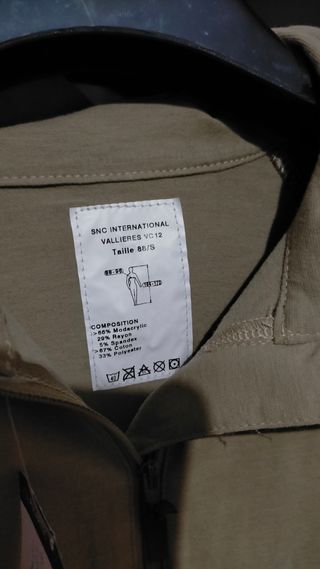 SNC INTERNATIONAL
VALLIERES VC12
Taille 88/S
COMPOSITION
->66% Modacrylic
29% Rayon
5% Spandex
->67% Coton
33% Polyester